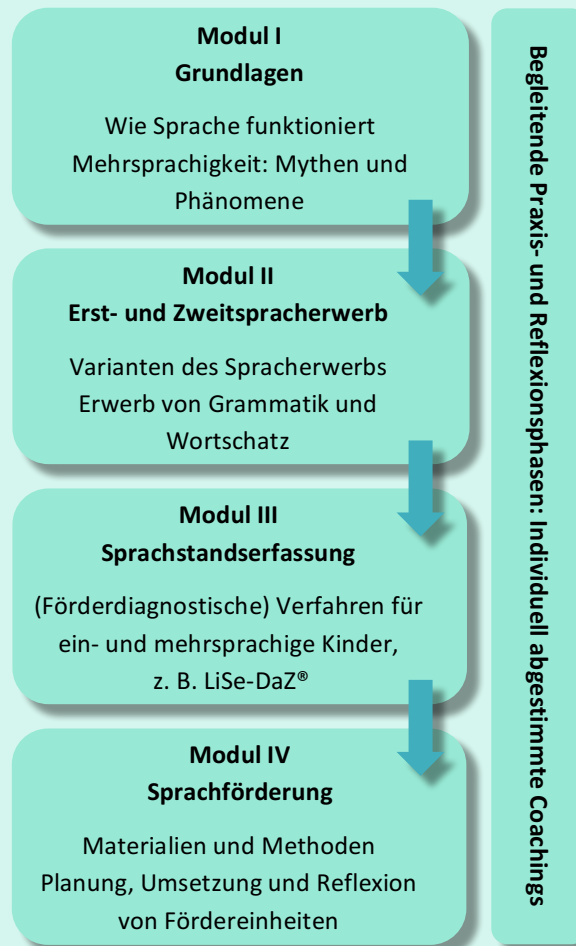 Modul I
Grundlagen
Wie Sprache funktioniert
Mehrsprachigkeit: Mythen und
Phänomene
Modul II
Erst- und Zweitspracherwerb
Varianten des Spracherwerbs
Erwerb von Grammatik und
Wortschatz
Modul III
Sprachstandserfassung
(Förderdiagnostische) Verfahren für
ein- und mehrsprachige Kinder,
z. B. LiSe-DaZ®
Modul IV
Sprachförderung
Materialien und Methoden
Planung, Umsetzung und Reflexion
von Fördereinheiten
Begleitende Praxis- und Reflexionsphasen: Individuell abgestimmte Coachings